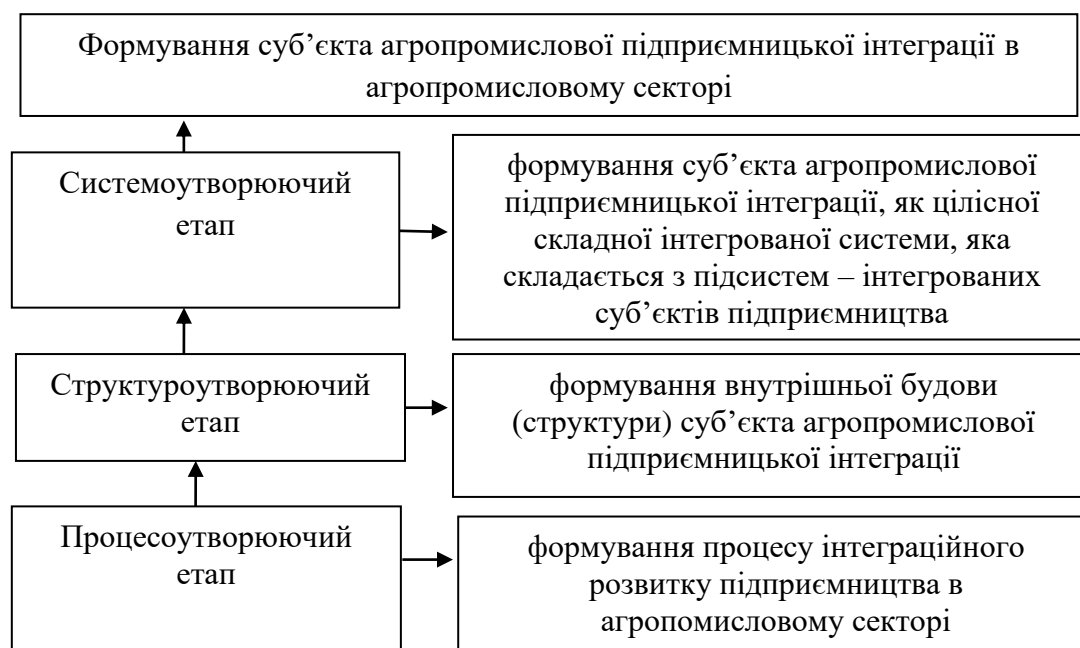 Формування суб’єкта агропромислової підприємницької інтеграції в
агропромисловому секторі
Системоутворюючий
етап
формування суб’єкта агропромислової
підприємницької інтеграції, як цілісної
складної інтегрованої системи, яка
складається з підсистем – інтегрованих
суб’єктів підприємництва
Структуроутворюючий
етап
формування внутрішньої будови
(структури) суб’єкта агропромислової
підприємницької інтеграції
Процесоутворюючий
етап
формування процесу інтеграційного
розвитку підприємництва в
агропомисловому секторі